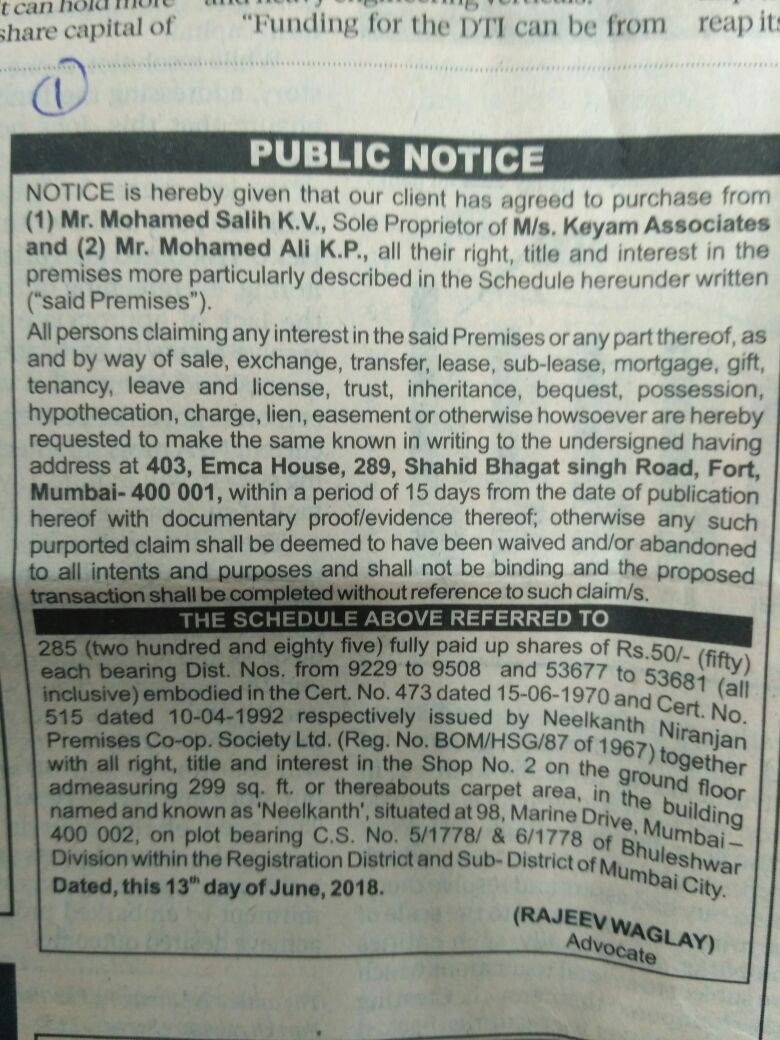 share capital of "Funding for the DTI can be from reap its
1
PUBLIC NOTICE
NOTICE is hereby given that our client has agreed to purchase from
(1) Mr. Mohamed Salih K.V., Sole Proprietor of M/s. Keyam Associates
and (2) Mr. Mohamed Ali K.P., all their right, title and interest in the
premises more particularly described in the Schedule hereunder written
("said Premises").
All persons claiming any interest in the said Premises or any part thereof, as
and by way of sale, exchange, transfer, lease, sub-lease, mortgage, gift,
tenancy, leave and license, trust, inheritance, bequest, possession,
hypothecation, charge, lien, easement or otherwise howsoever are hereby
requested to make the same known in writing to the undersigned having
address at 403, Emca House, 289, Shahid Bhagat singh Road, Fort,
Mumbai- 400 001, within a period of 15 days from the date of publication
hereof with documentary proof/evidence thereof; otherwise any such
purported claim shall be deemed to have been waived and/or abandoned
to all intents and purposes and shall not be binding and the proposed
transaction shall be completed without reference to such claim/s.
THE SCHEDULE ABOVE REFERRED TO
285 (two hundred and eighty five) fully paid up shares of Rs.50/- (fifty)
each bearing Dist. Nos. from 9229 to 9508 and 53677 to 53681 (all
inclusive) embodied in the Cert. No. 473 dated 15-06-1970 and Cert. No.
515 dated 10-04-1992 respectively issued by Neelkanth Niranjan
Premises Co-op. Society Ltd. (Reg. No. BOM/HSG/87 of 1967) together
with all right, title and interest in the Shop No. 2 on the ground floor
admeasuring 299 sq. ft. or thereabouts carpet area, in the building
named and known as 'Neelkanth', situated at 98, Marine Drive, Mumbai –
400 002, on plot bearing C.S. No. 5/1778/ & 6/1778 of Bhuleshwar
Division within the Registration District and Sub- District of Mumbai City.
Dated, this 13th day of June, 2018.
(RAJEEV WAGLAY)
Advocate